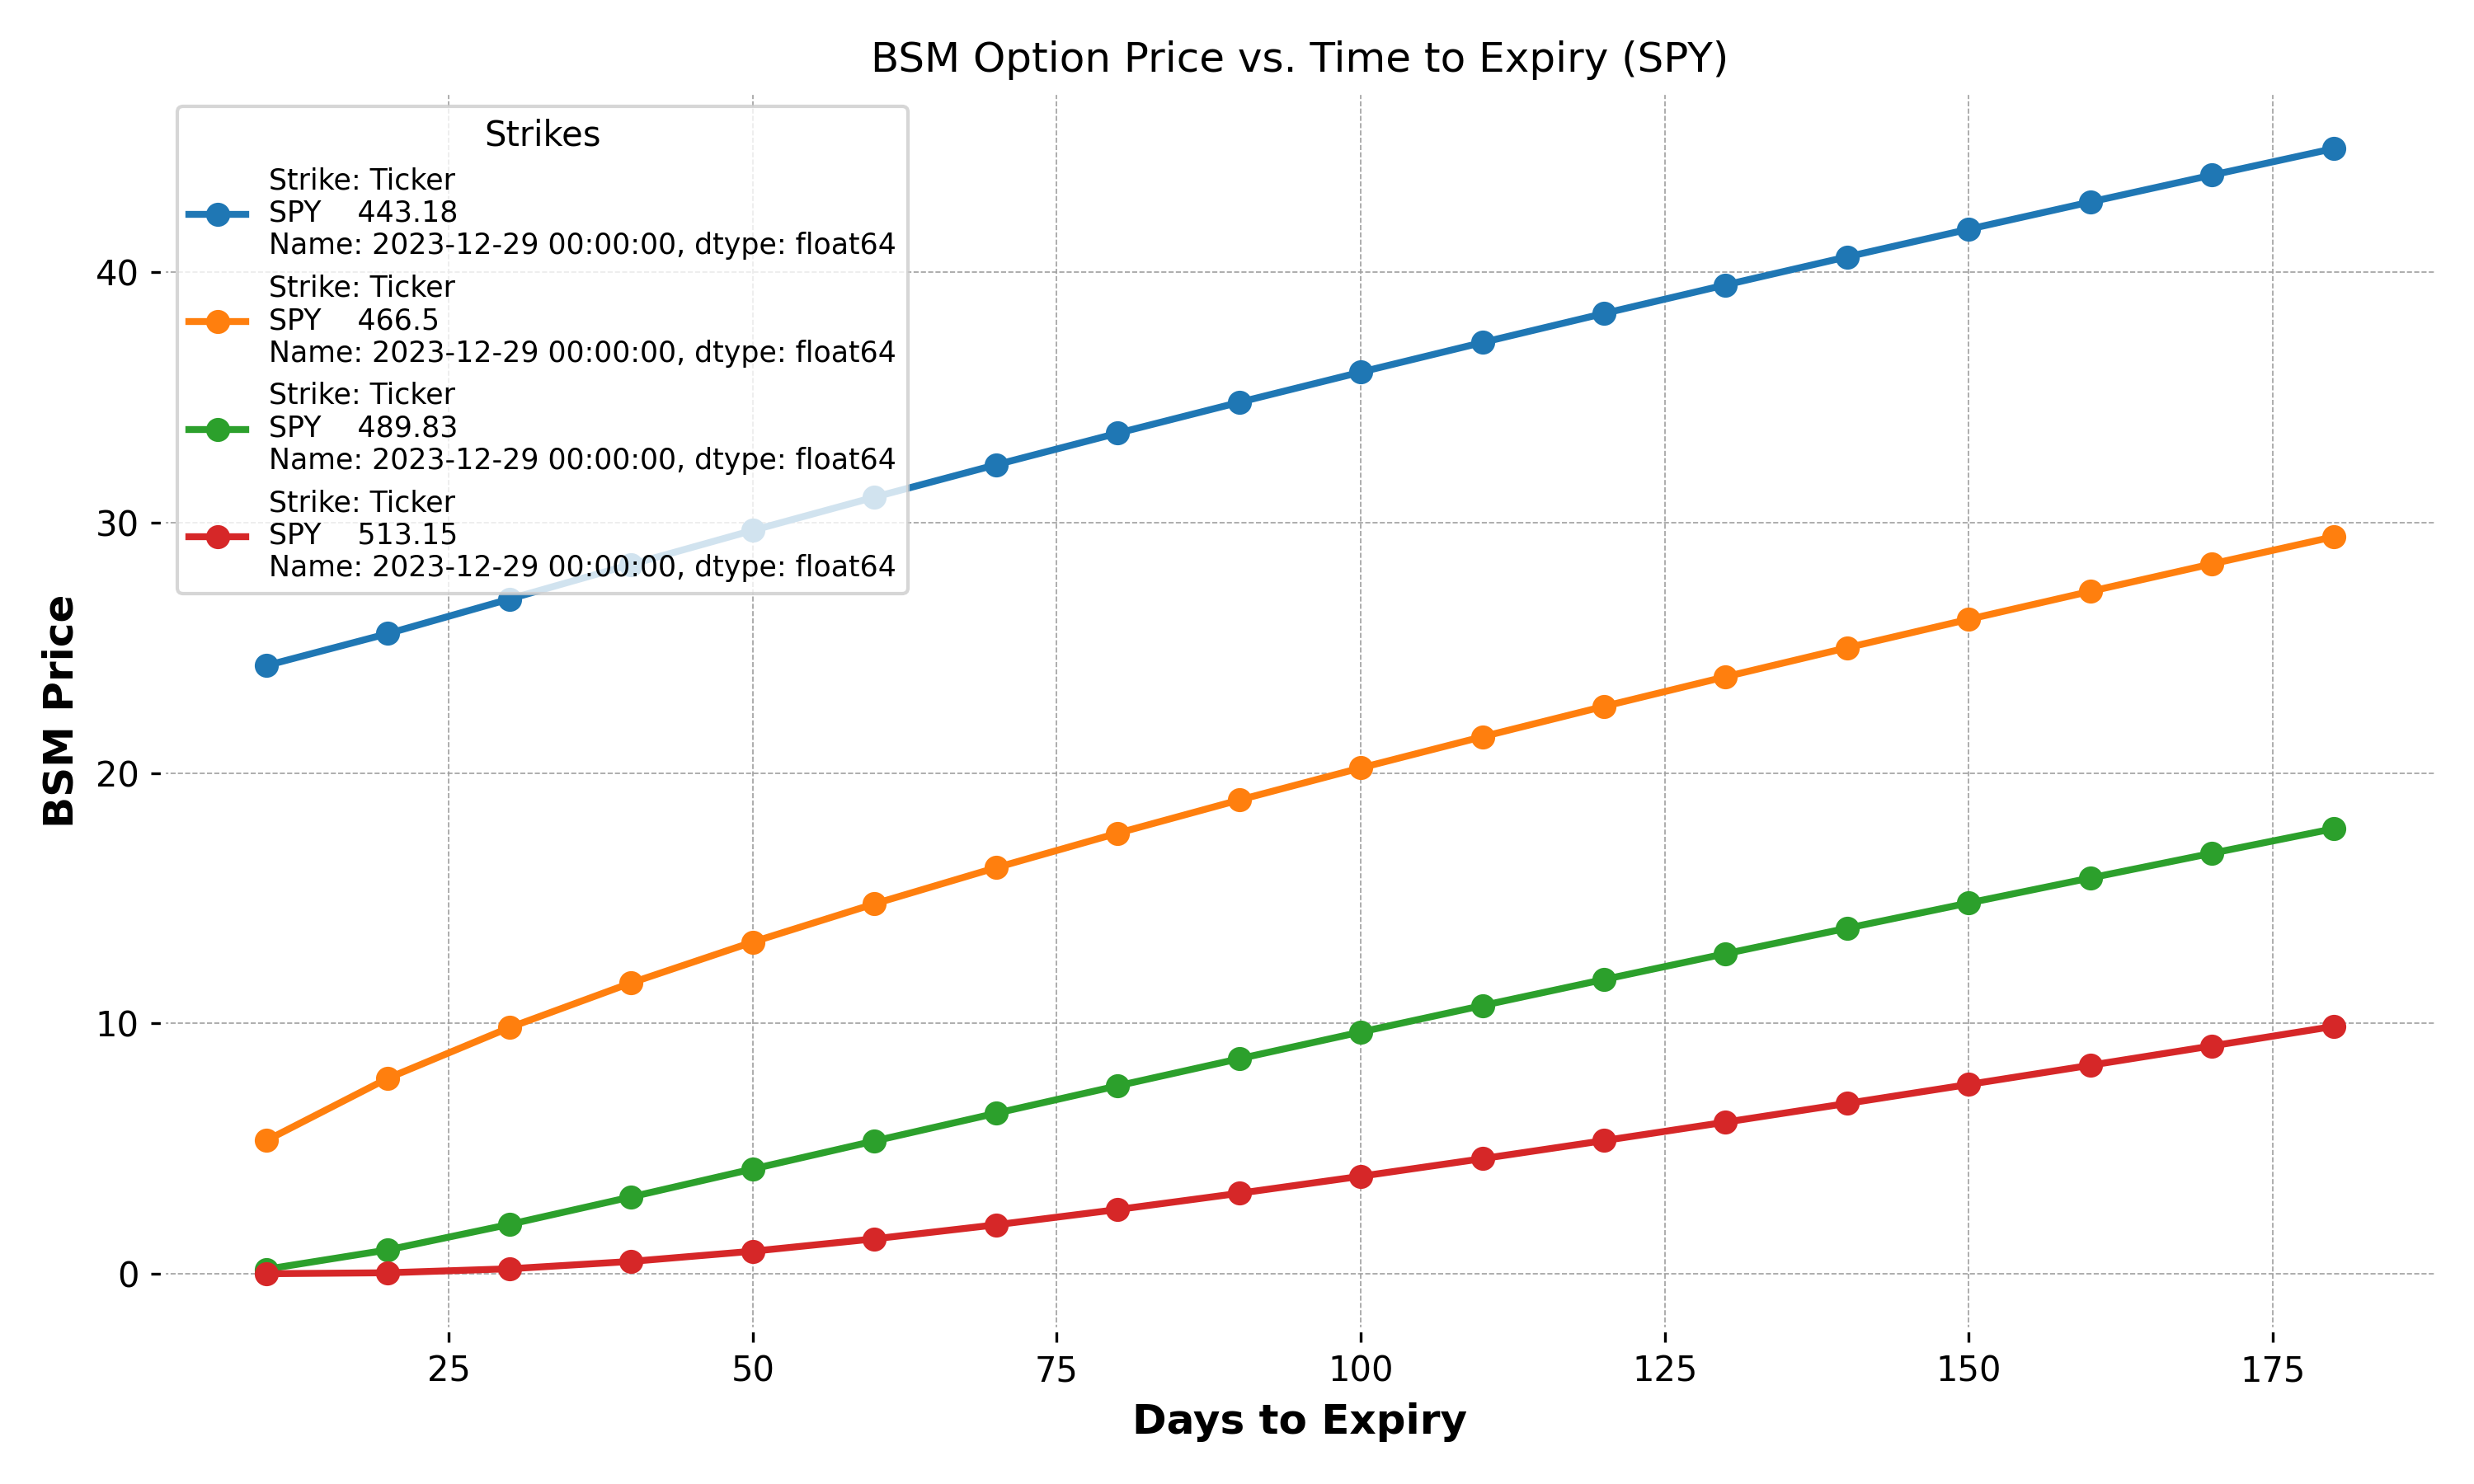 BSM Option Price vs. Time to Expiry (SPY)
Strikes
Strike: Ticker
SPY    443.18
Name: 2023-12-29 00:00:00, dtype: float64
Strike: Ticker
SPY    466.5
Name: 2023-12-29 00:00:00, dtype: float64
Strike: Ticker
SPY    489.83
Name: 2023-12-29 00:00:00, dtype: float64
Strike: Ticker
SPY    513.15
Name: 2023-12-29 00:00:00, dtype: float64
BSM Price
40
30
20
10
0
25 50 75 100 125 150 175
Days to Expiry